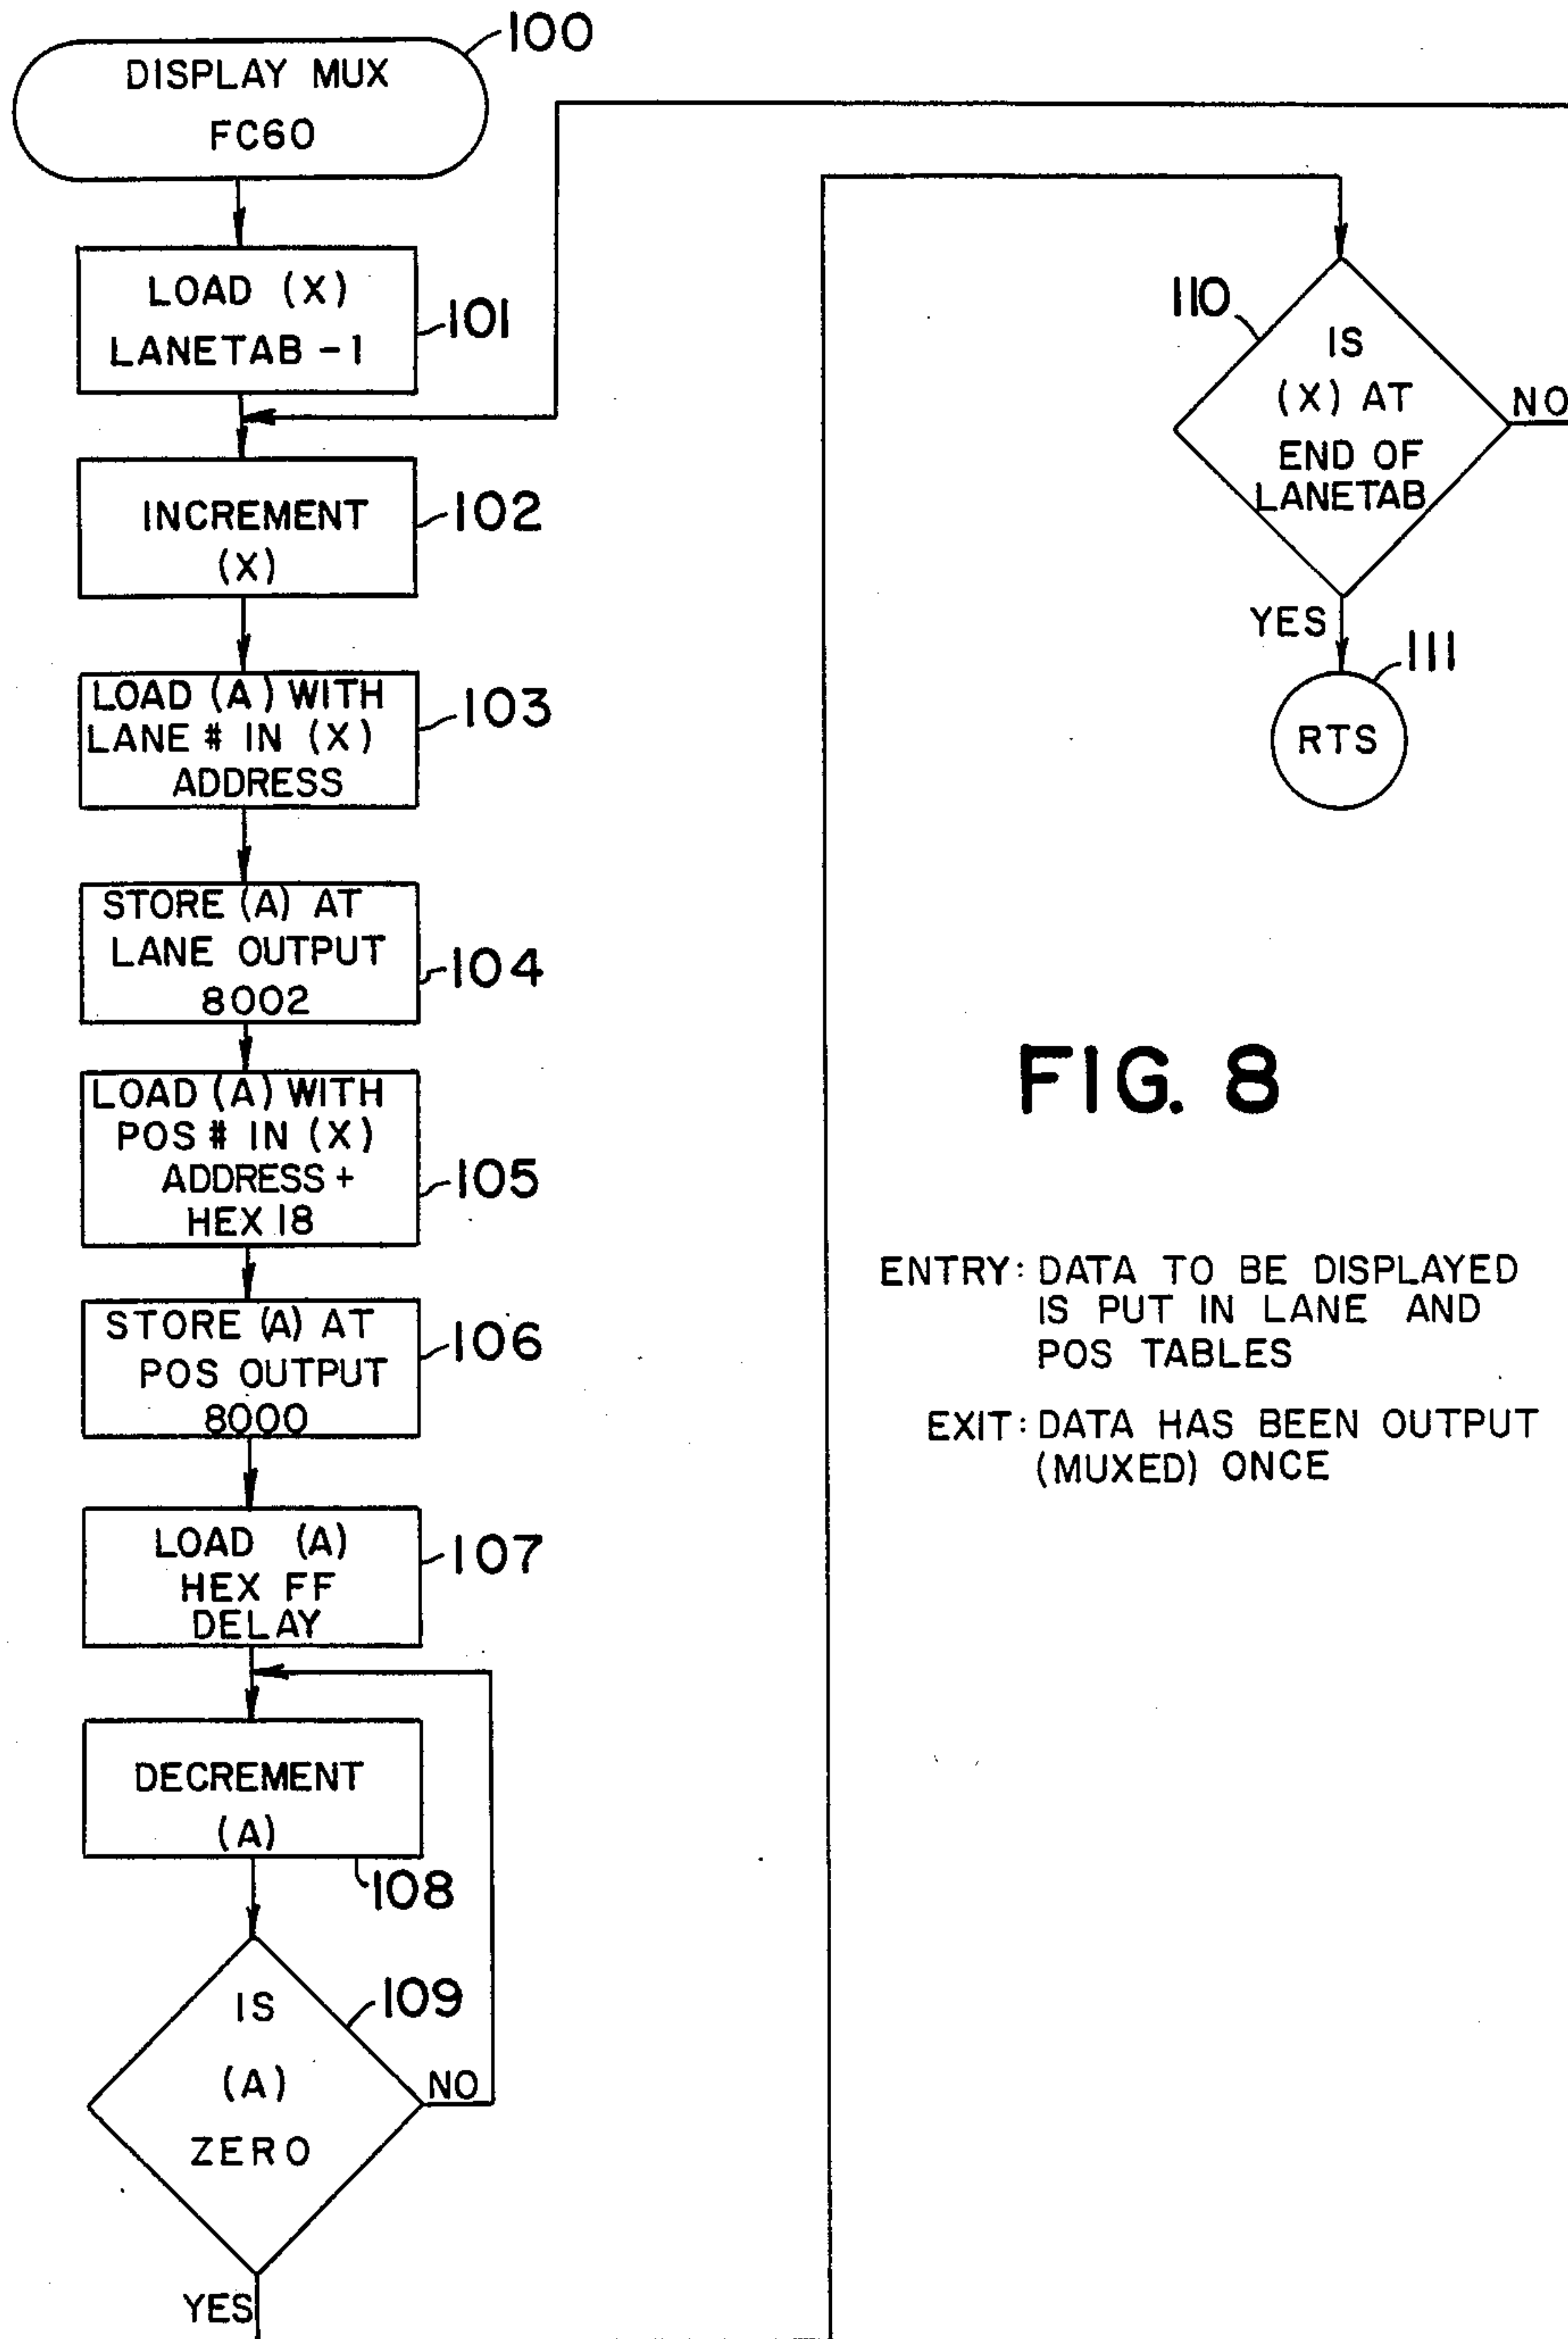 DISPLAY MUX
FC60
100
LOAD (X)
LANETAB -1
101
INCREMENT
(X)
102
LOAD (A) WITH
LANE # IN (X)
ADDRESS
103
STORE (A) AT
LANE OUTPUT
8002
104
LOAD (A) WITH
POS # IN (X)
ADDRESS +
HEX 18
105
STORE (A) AT
POS OUTPUT
8000
106
LOAD (A)
HEX FF
DELAY
107
DECREMENT
(A)
108
IS
(A)
ZERO
109
NO
YES
110
IS
(X) AT
END OF
LANETAB
NO
YES
111
RTS
FIG. 8
ENTRY: DATA TO BE DISPLAYED
IS PUT IN LANE AND
POS TABLES
EXIT: DATA HAS BEEN OUTPUT
(MUXED) ONCE